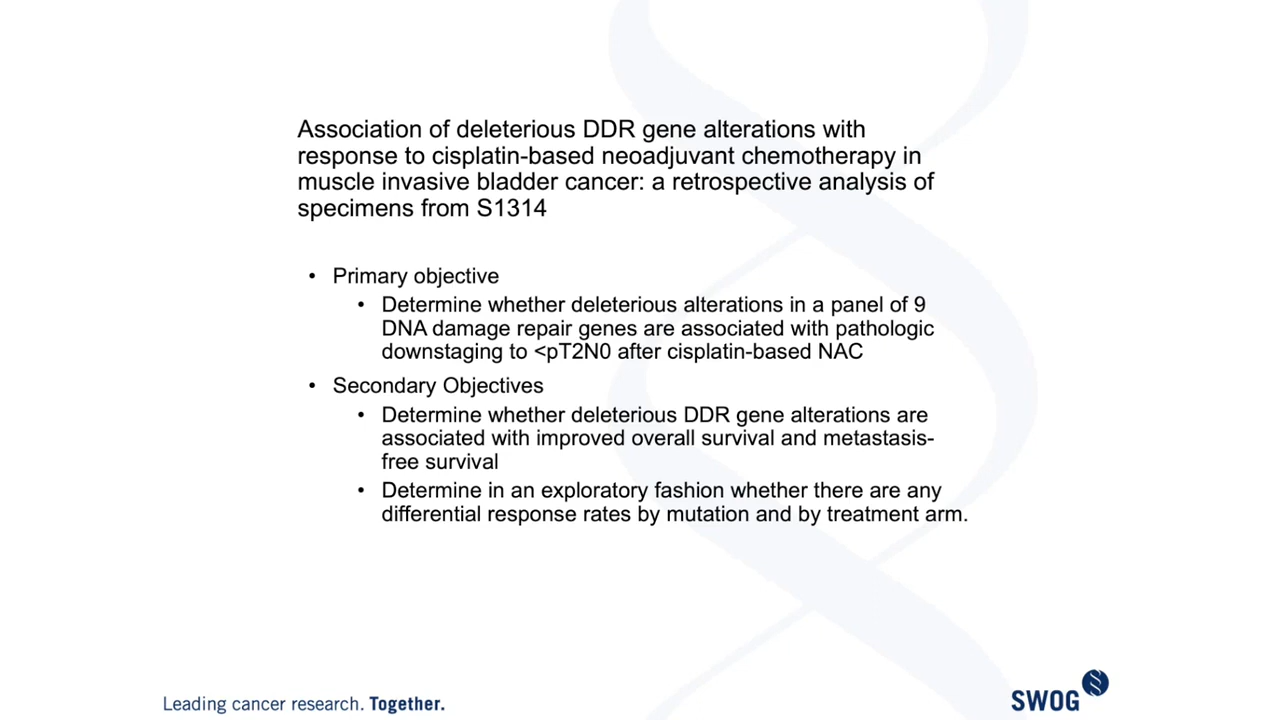 Association of deleterious DDR gene alterations with
response to cisplatin-based neoadjuvant chemotherapy in
muscle invasive bladder cancer: a retrospective analysis of
specimens from S1314
• Primary objective
• Determine whether deleterious alterations in a panel of 9
DNA damage repair genes are associated with pathologic
downstaging to <pT2N0 after cisplatin-based NAC
• Secondary Objectives
• Determine whether deleterious DDR gene alterations are
associated with improved overall survival and metastasis-
free survival
• Determine in an exploratory fashion whether there are any
differential response rates by mutation and by treatment arm.
Leading cancer research. Together.
SWOG